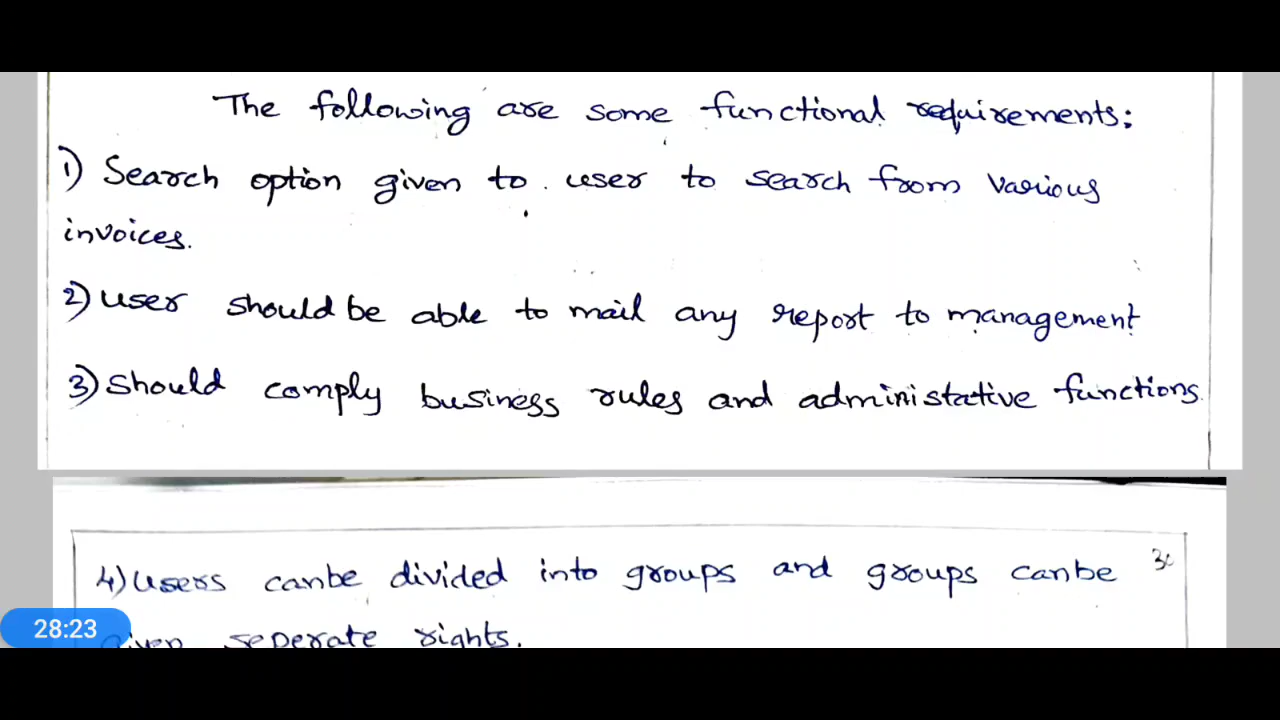 The following are some functional requirements:
1) Search option given to user to search from various
invoices.
2) user should be able to mail any report to management
3) should comply business rules and administative functions.
30
4) users canbe divided into groups and groups canbe
given seperate rights.
28:23